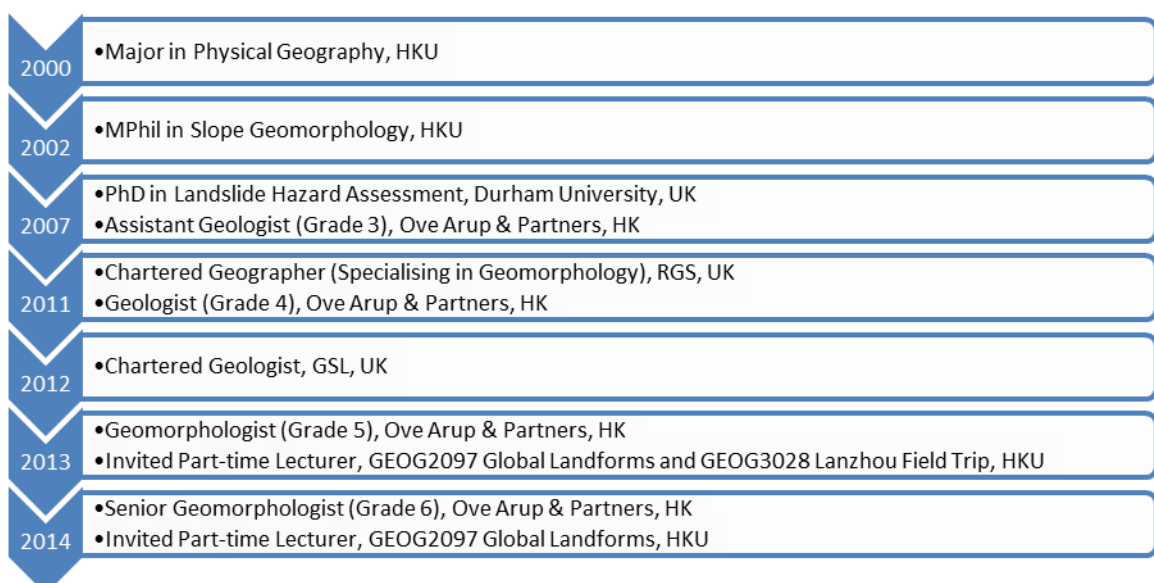 2000
•Major in Physical Geography, HKU
2002
•MPhil in Slope Geomorphology, HKU
2007
•PhD in Landslide Hazard Assessment, Durham University, UK
•Assistant Geologist (Grade 3), Ove Arup & Partners, HK
2011
•Chartered Geographer (Specialising in Geomorphology), RGS, UK
•Geologist (Grade 4), Ove Arup & Partners, HK
2012
•Chartered Geologist, GSL, UK
2013
•Geomorphologist (Grade 5), Ove Arup & Partners, HK
•Invited Part-time Lecturer, GEOG2097 Global Landforms and GEOG3028 Lanzhou Field Trip, HKU
2014
•Senior Geomorphologist (Grade 6), Ove Arup & Partners, HK
•Invited Part-time Lecturer, GEOG2097 Global Landforms, HKU